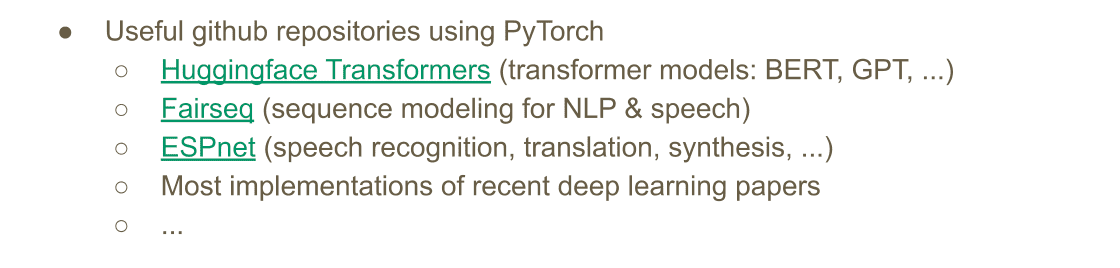 ● Useful github repositories using PyTorch
○ Huggingface Transformers (transformer models: BERT, GPT, ...)
○ Fairseq (sequence modeling for NLP & speech)
○ ESPnet (speech recognition, translation, synthesis, ...)
○ Most implementations of recent deep learning papers
○ ...